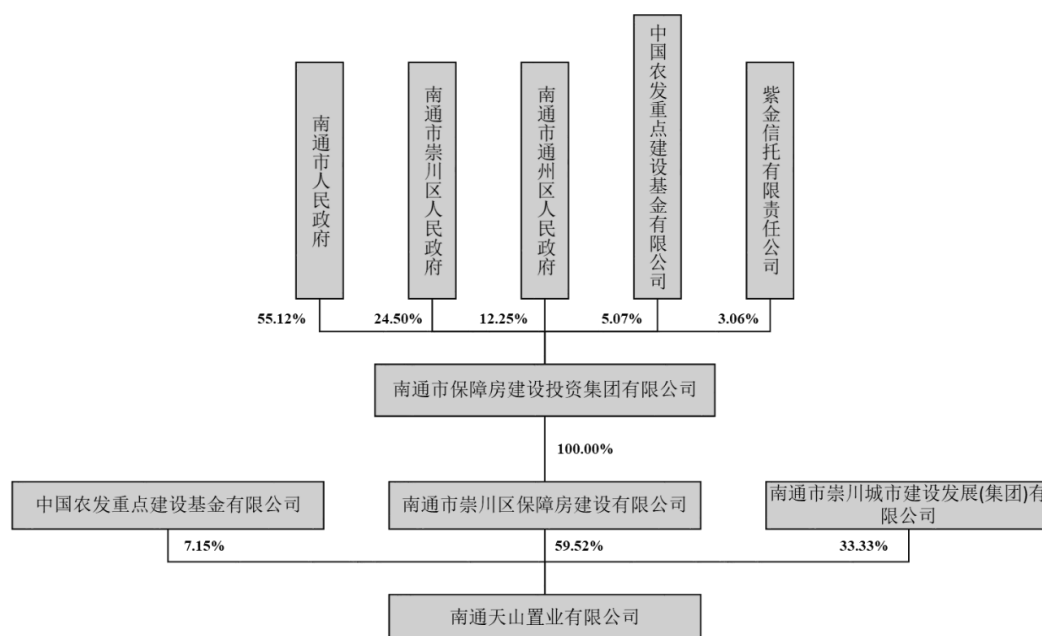 南通市人民政府
南通市崇川区人民政府
南通市通州区人民政府
中国农发重点建设基金有限公司
紫金信托有限责任公司
55.12%
24.50%
12.25%
5.07%
3.06%
南通市保障房建设投资集团有限公司
100.00%
中国农发重点建设基金有限公司
南通市崇川区保障房建设有限公司
南通市崇川城市建设发展(集团)有
限公司
7.15%
59.52%
33.33%
南通天山置业有限公司